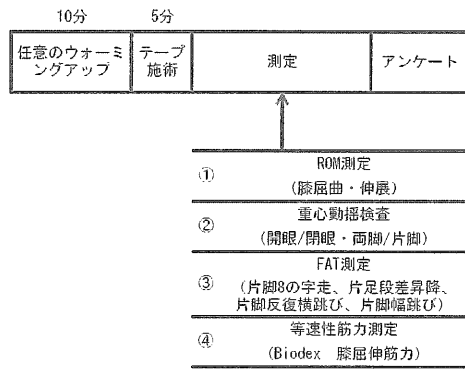 10分
5分
任意のウォーミ
ングアップ
テープ
施術
測定
アンケート
①
ROM測定
(膝屈曲・伸展)
②
重心動揺検査
(開眼/閉眼・両脚/片脚)
③
FAT測定
(片脚8の字走、片足段差昇降、
片脚反復横跳び、片脚幅跳び)
④
等速性筋力測定
(Biodex 膝屈伸筋力)